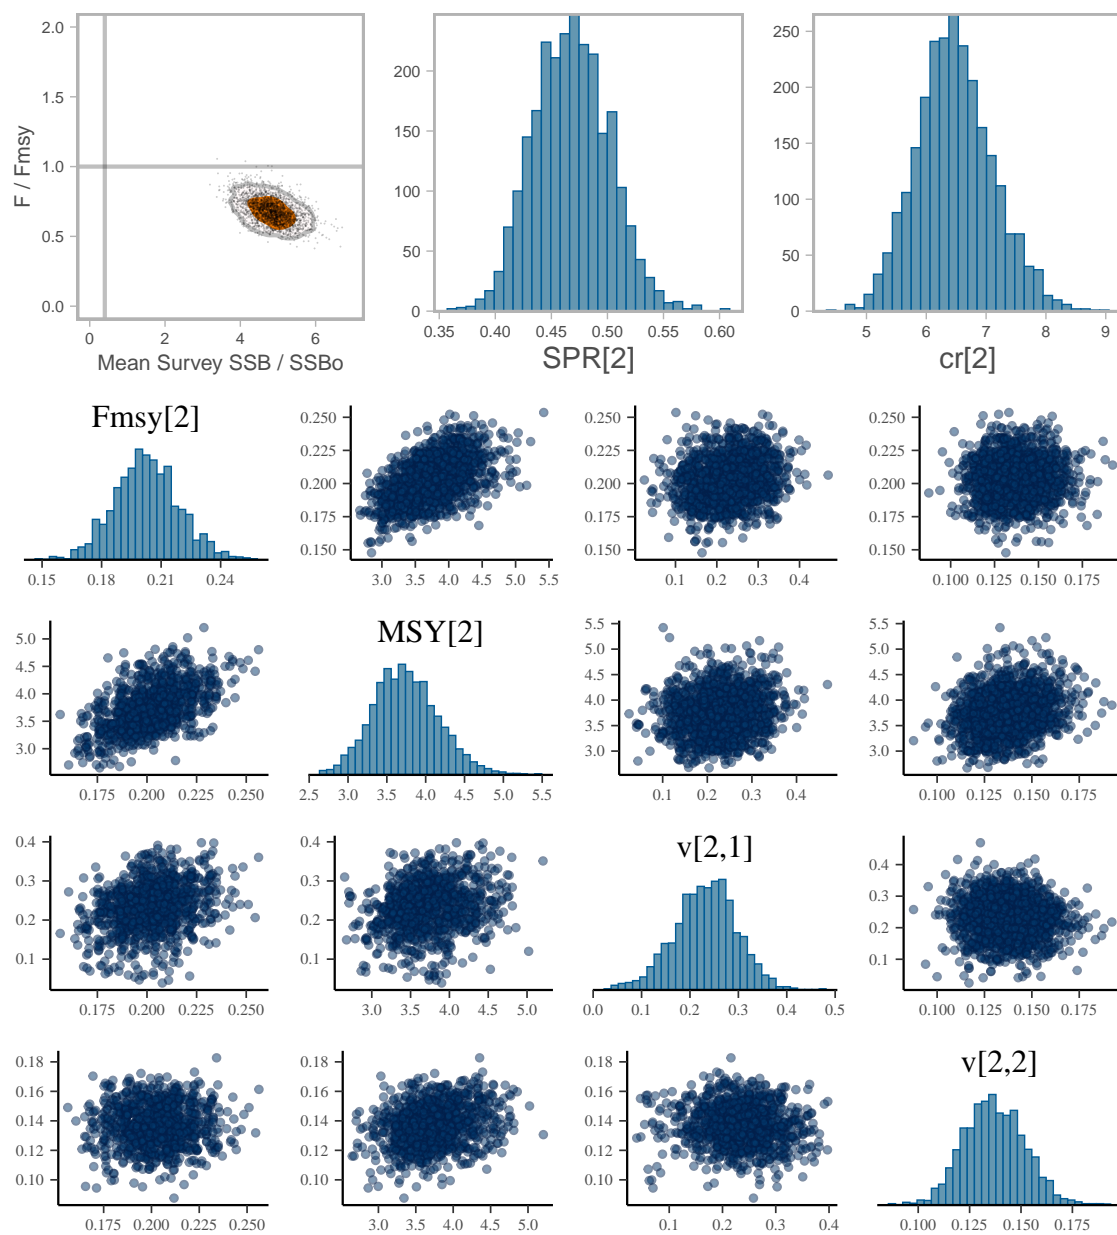 2.0
1.5
1.0
0.5
0.0
F / Fmsy
0 2 4 6
Mean Survey SSB / SSBo
200
150
100
50
0
0.35 0.40 0.45 0.50 0.55 0.60
SPR[2]
250
200
150
100
50
0
5 6 7 8 9
cr[2]
Fmsy[2]
0.15 0.18 0.21 0.24
0.250
0.225
0.200
0.175
0.150
3.0 3.5 4.0 4.5 5.0 5.5
0.250
0.225
0.200
0.175
0.150
0.1 0.2 0.3 0.4
0.250
0.225
0.200
0.175
0.150
0.100 0.125 0.150 0.175
5.0
4.5
4.0
3.5
3.0
0.175 0.200 0.225 0.250
MSY[2]
2.5 3.0 3.5 4.0 4.5 5.0 5.5
5.5
5.0
4.5
4.0
3.5
3.0
0.1 0.2 0.3 0.4
5.5
5.0
4.5
4.0
3.5
3.0
0.100 0.125 0.150 0.175
0.4
0.3
0.2
0.1
0.175 0.200 0.225 0.250
0.4
0.3
0.2
0.1
3.0 3.5 4.0 4.5 5.0
v[2,1]
0.0 0.1 0.2 0.3 0.4 0.5
0.4
0.3
0.2
0.1
0.100 0.125 0.150 0.175
0.18
0.16
0.14
0.12
0.10
0.175 0.200 0.225 0.250
0.18
0.16
0.14
0.12
0.10
3.0 3.5 4.0 4.5 5.0
0.18
0.16
0.14
0.12
0.10
0.1 0.2 0.3 0.4
v[2,2]
0.100 0.125 0.150 0.175